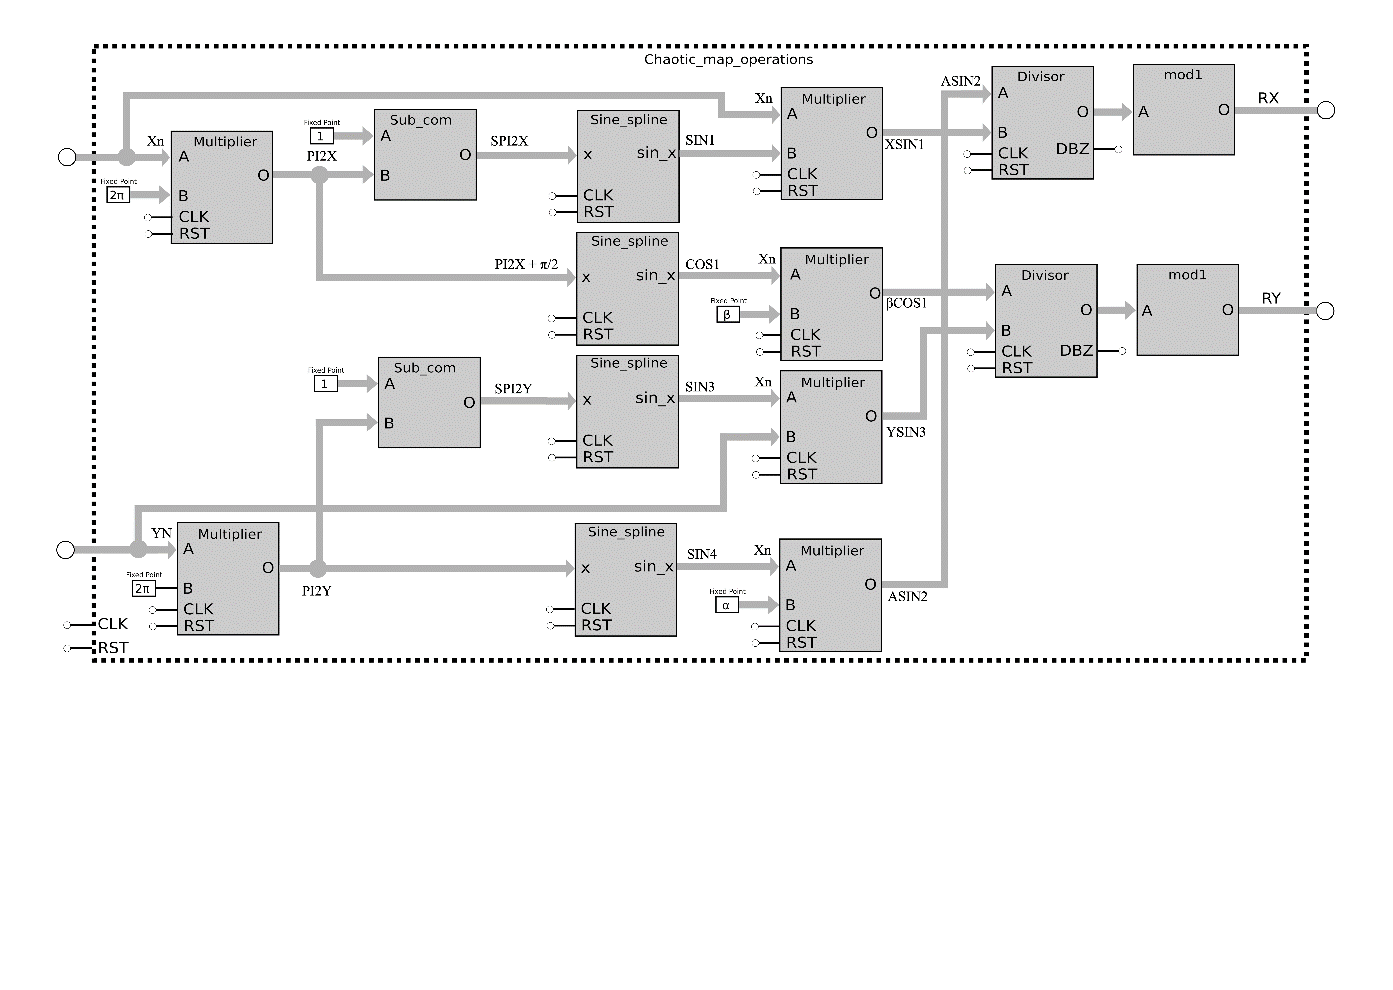 Chaotic_map_operations
Xn
Multiplier
A
B
O
CLK
RST
Fixed Point
2π
PI2X
Fixed Point
1
Sub_com
A
B
O
SPI2X
Sine_spline
x
sin_x
CLK
RST
SIN1
Xn
Multiplier
A
B
O
CLK
RST
XSIN1
ASIN2
Divisor
A
B
O
CLK
RST
DBZ
mod1
A
O
RX
PI2X + π/2
Sine_spline
x
sin_x
CLK
RST
COS1
Xn
Fixed Point
β
Multiplier
A
B
O
CLK
RST
βCOS1
Divisor
A
B
O
CLK
RST
DBZ
mod1
A
O
RY
Fixed Point
1
Sub_com
A
B
O
SPI2Y
Sine_spline
x
sin_x
CLK
RST
SIN3
Xn
Multiplier
A
B
O
CLK
RST
YSIN3
YN
Multiplier
A
B
O
CLK
RST
Fixed Point
2π
PI2Y
Sine_spline
x
sin_x
CLK
RST
SIN4
Xn
Fixed Point
α
Multiplier
A
B
O
CLK
RST
ASIN2
CLK
RST